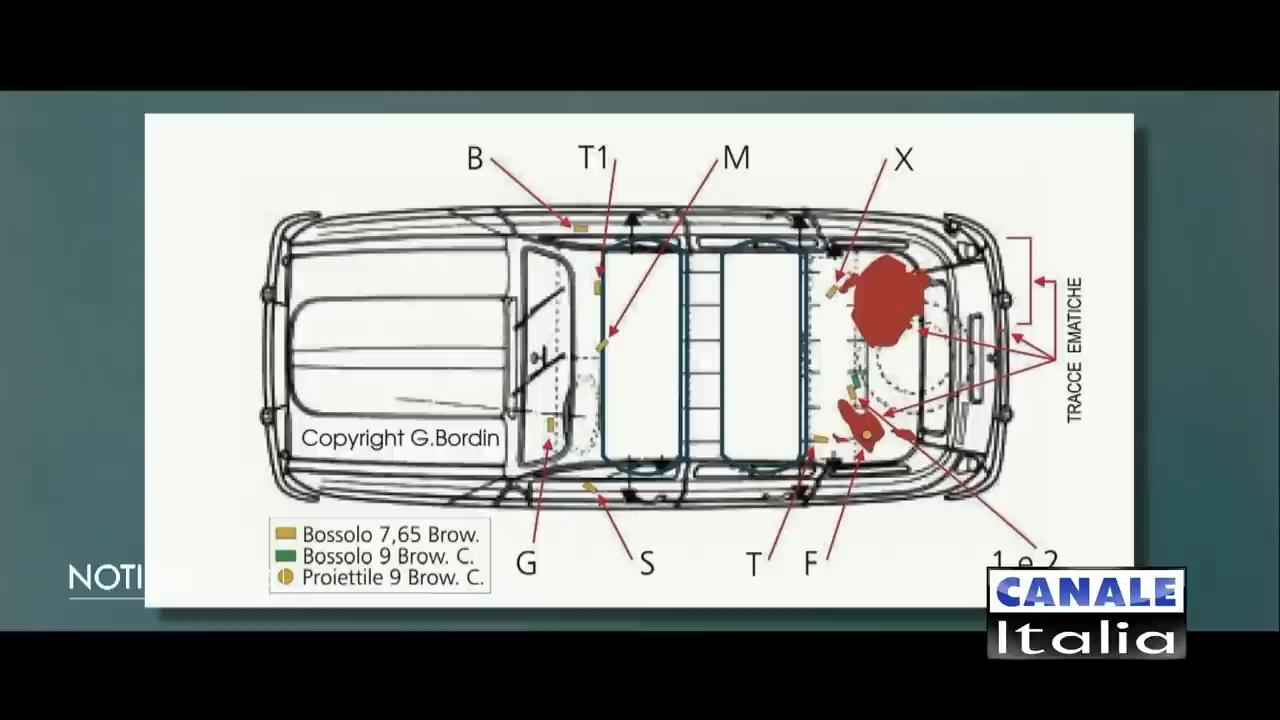 B
T1
M
X
TRACCE EMATICHE
Copyright G.Bordin
Bossolo 7,65 Brow.
Bossolo 9 Brow. C.
Proiettile 9 Brow. C.
G
S
T
F
1 e 2
NOTI
CANALE
Italia